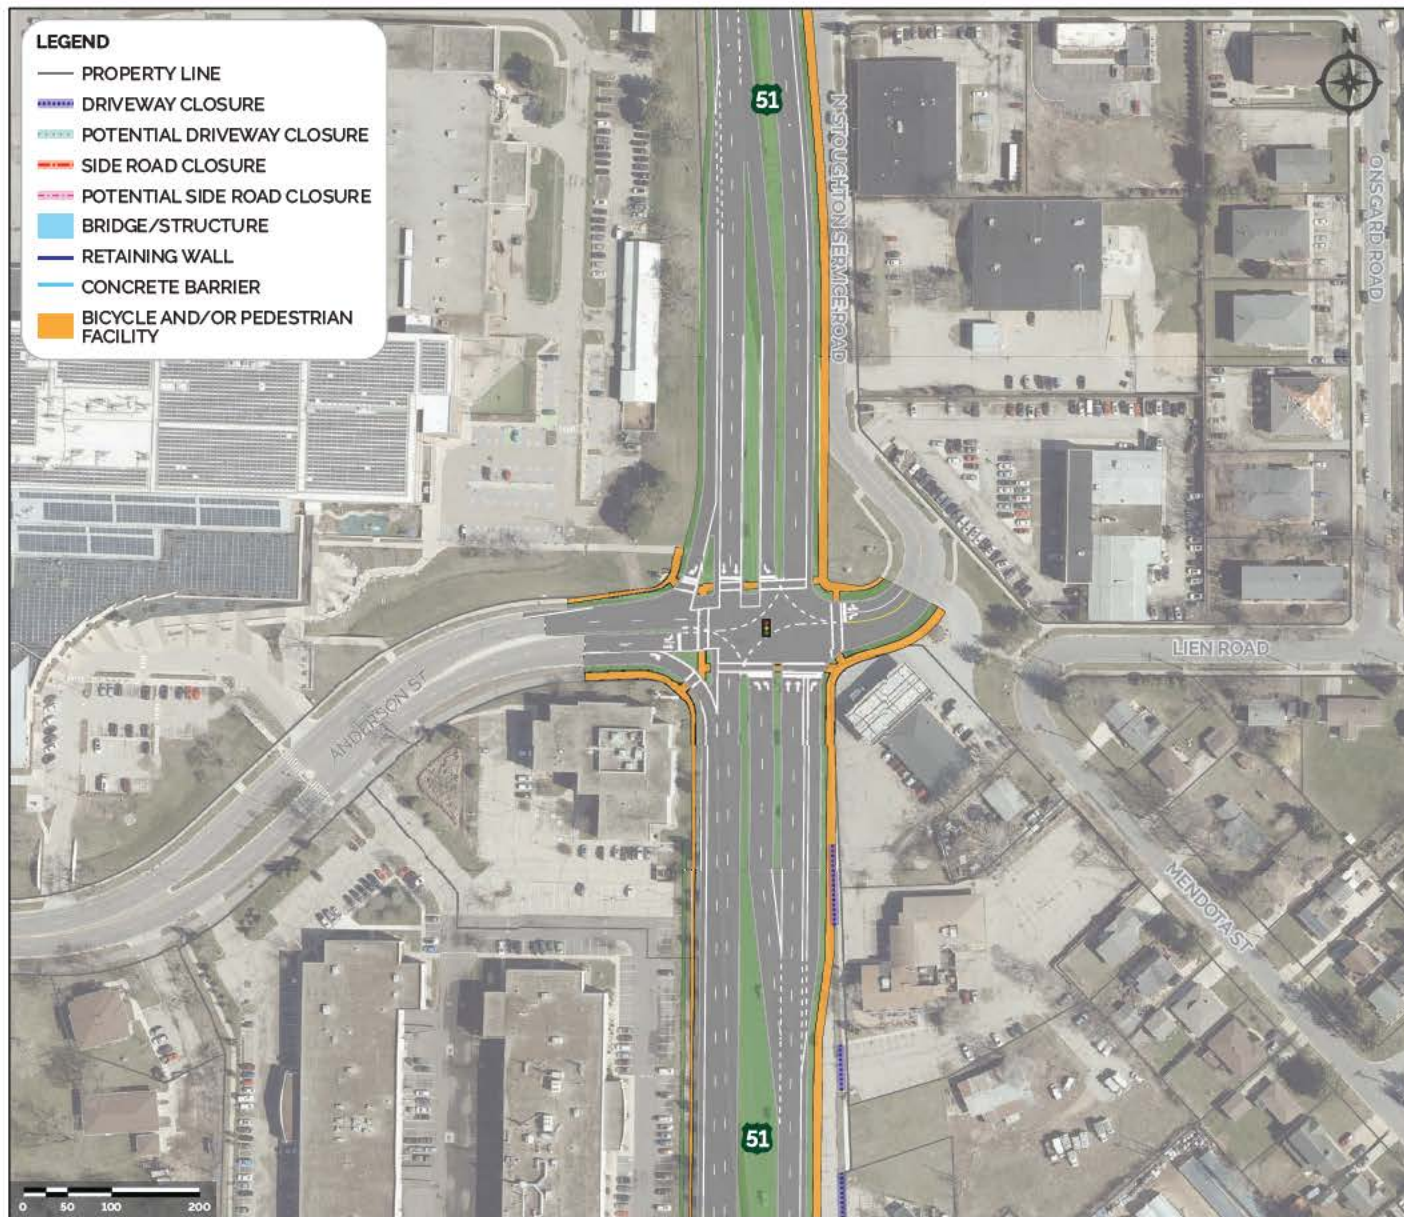 LEGEND
PROPERTY LINE
DRIVEWAY CLOSURE
POTENTIAL DRIVEWAY CLOSURE
SIDE ROAD CLOSURE
POTENTIAL SIDE ROAD CLOSURE
BRIDGE/STRUCTURE
RETAINING WALL
CONCRETE BARRIER
BICYCLE AND/OR PEDESTRIAN
FACILITY
51
N
N STOUGHTON SERVICE ROAD
ONSGARD ROAD
LIEN ROAD
ANDERSON ST
MENDOTA ST
51
0 50 100 200